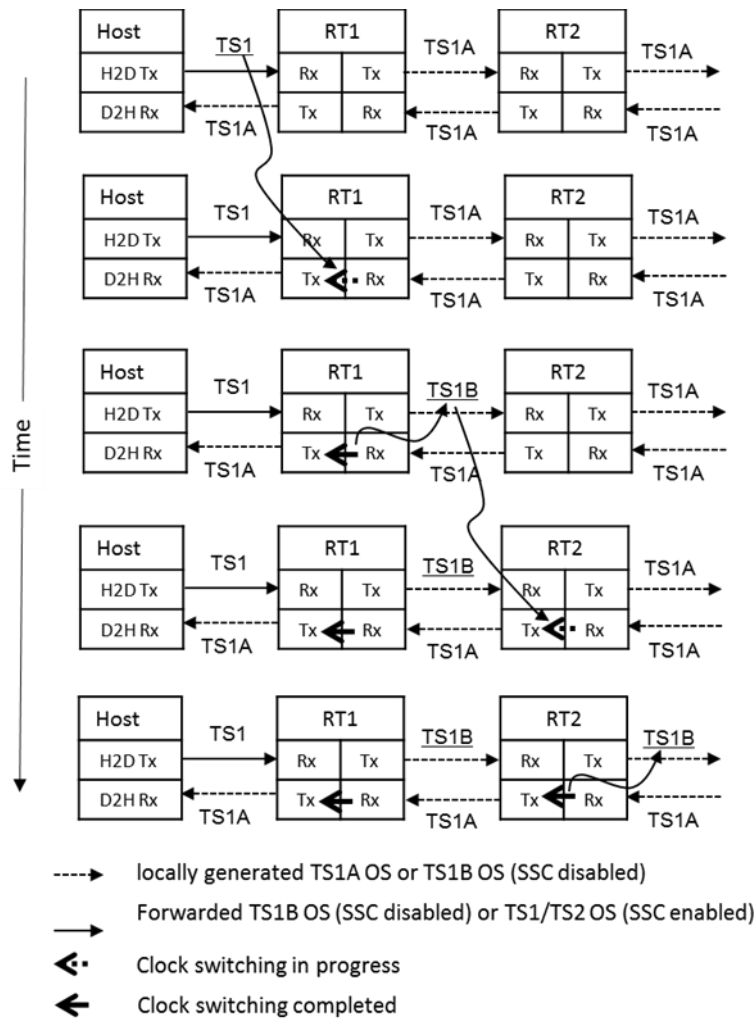 Host TS1 RT1 TS1A RT2 TS1A
H2D Tx Rx Tx Rx Tx
D2H Rx TS1A Tx Rx TS1A Tx Rx TS1A
Host TS1 RT1 TS1A RT2 TS1A
H2D Tx Rx Tx Rx Tx
D2H Rx TS1A Tx Rx TS1A Tx Rx TS1A
Host TS1 RT1 TS1B RT2 TS1A
H2D Tx Rx Tx Rx Tx
D2H Rx TS1A Tx Rx TS1A Tx Rx TS1A
Host TS1 RT1 TS1B RT2 TS1A
H2D Tx Rx Tx Rx Tx
D2H Rx TS1A Tx Rx TS1A Tx Rx TS1A
Host TS1 RT1 TS1B RT2 TS1B
H2D Tx Rx Tx Rx Tx
D2H Rx TS1A Tx Rx TS1A Tx Rx TS1A
Time
locally generated TS1A OS or TS1B OS (SSC disabled)
Forwarded TS1B OS (SSC disabled) or TS1/TS2 OS (SSC enabled)
Clock switching in progress
Clock switching completed